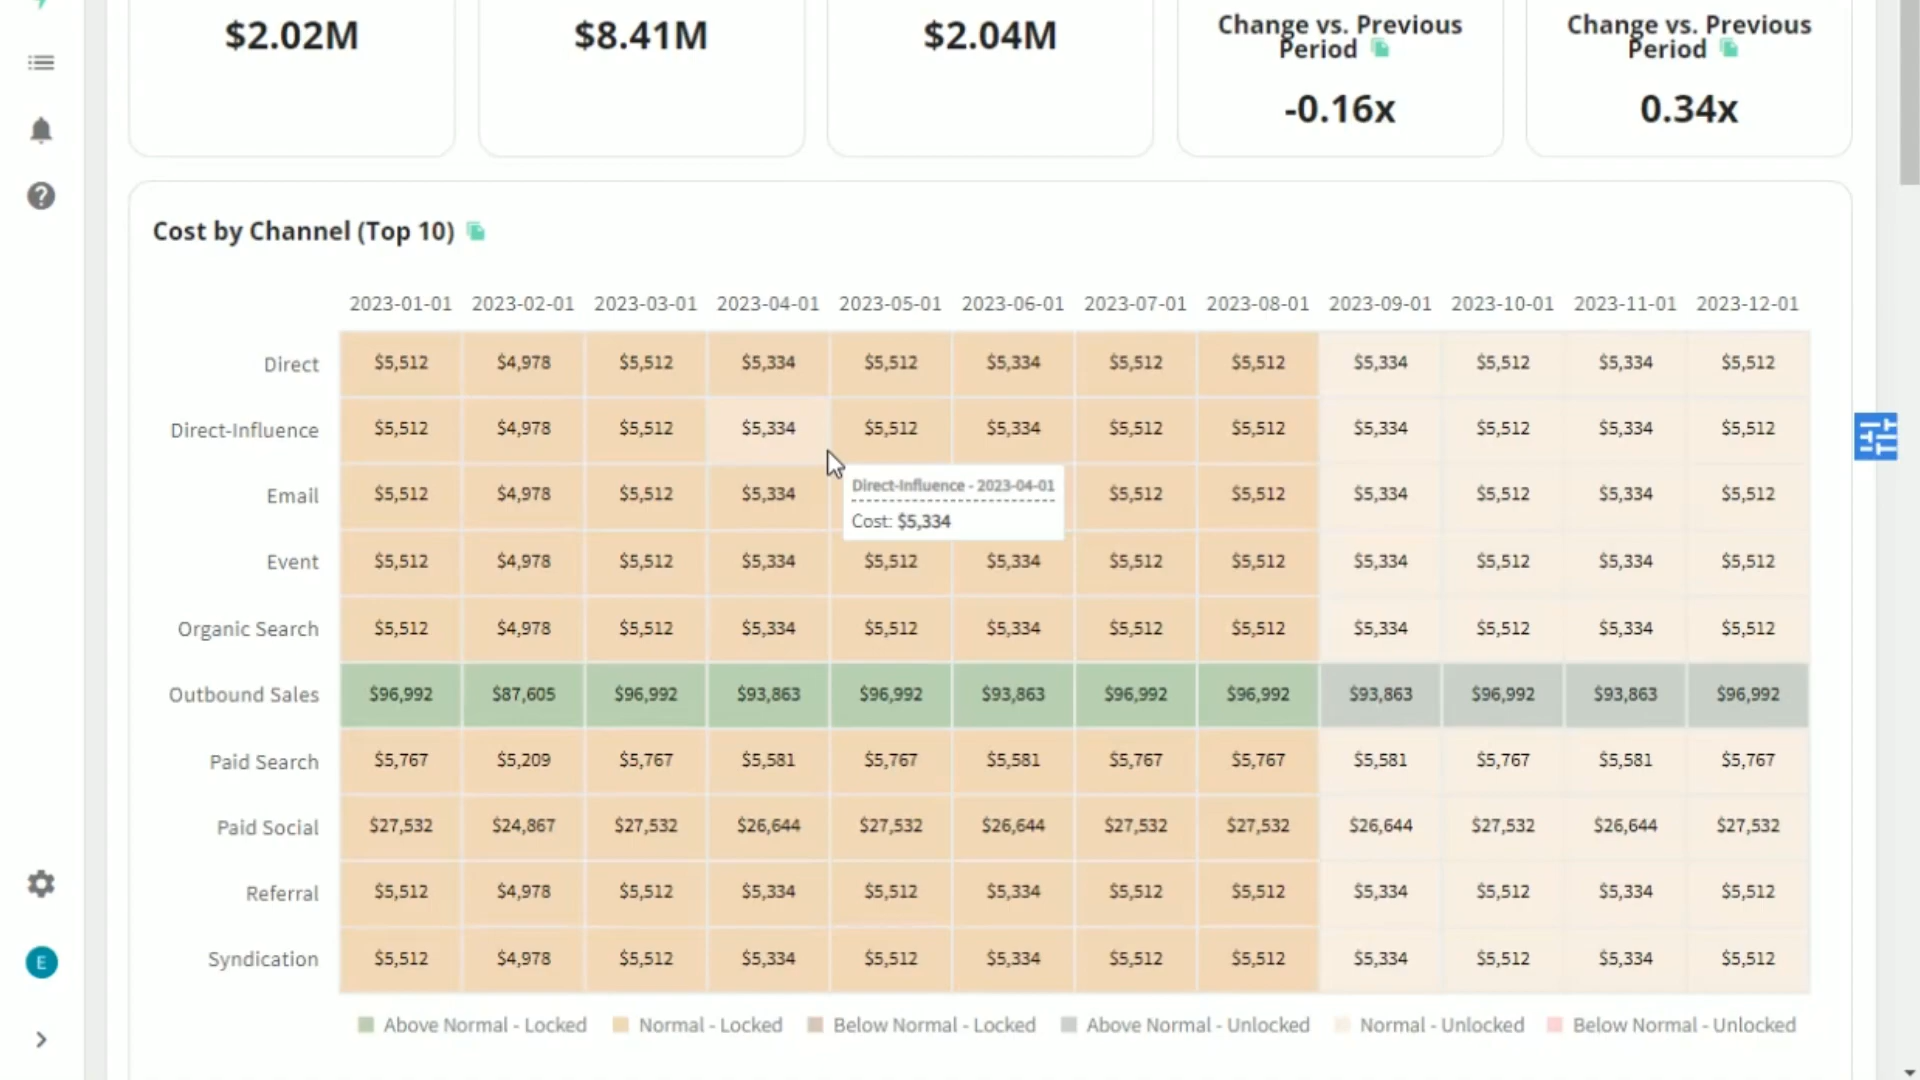 $2.02M $8.41M $2.04M Change vs. Previous Change vs. Previous
Period Period
-0.16x 0.34x
Cost by Channel (Top 10)
2023-01-01 2023-02-01 2023-03-01 2023-04-01 2023-05-01 2023-06-01 2023-07-01 2023-08-01 2023-09-01 2023-10-01 2023-11-01 2023-12-01
Direct $5,512 $4,978 $5,512 $5,334 $5,512 $5,334 $5,512 $5,512 $5,334 $5,512 $5,334 $5,512
Direct-Influence $5,512 $4,978 $5,512 $5,334 $5,512 $5,334 $5,512 $5,512 $5,334 $5,512 $5,334 $5,512
Direct-Influence - 2023-04-01
Cost: $5,334
Email $5,512 $4,978 $5,512 $5,334 $5,512 $5,512 $5,334 $5,512 $5,334 $5,512
Event $5,512 $4,978 $5,512 $5,334 $5,512 $5,334 $5,512 $5,512 $5,334 $5,512 $5,334 $5,512
Organic Search $5,512 $4,978 $5,512 $5,334 $5,512 $5,334 $5,512 $5,512 $5,334 $5,512 $5,334 $5,512
Outbound Sales $96,992 $87,605 $96,992 $93,863 $96,992 $93,863 $96,992 $96,992 $93,863 $96,992 $93,863 $96,992
Paid Search $5,767 $5,209 $5,767 $5,581 $5,767 $5,581 $5,767 $5,767 $5,581 $5,767 $5,581 $5,767
Paid Social $27,532 $24,867 $27,532 $26,644 $27,532 $26,644 $27,532 $27,532 $26,644 $27,532 $26,644 $27,532
Referral $5,512 $4,978 $5,512 $5,334 $5,512 $5,334 $5,512 $5,512 $5,334 $5,512 $5,334 $5,512
Syndication $5,512 $4,978 $5,512 $5,334 $5,512 $5,334 $5,512 $5,512 $5,334 $5,512 $5,334 $5,512
E
Above Normal - Locked Normal - Locked Below Normal - Locked Above Normal - Unlocked Normal - Unlocked Below Normal - Unlocked